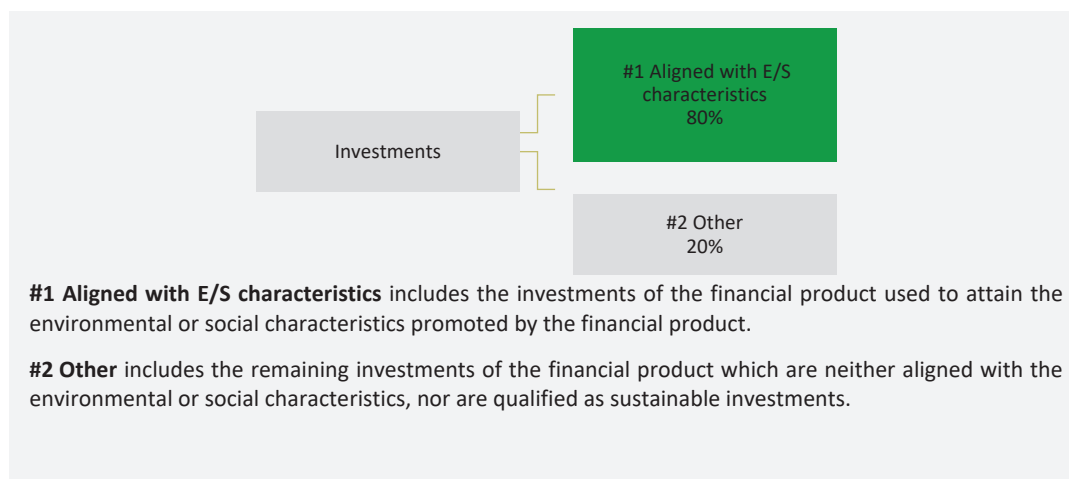 #1 Aligned with E/S
characteristics
80%
Investments
#2 Other
20%
#1 Aligned with E/S characteristics includes the investments of the financial product used to attain the
environmental or social characteristics promoted by the financial product.
#2 Other includes the remaining investments of the financial product which are neither aligned with the
environmental or social characteristics, nor are qualified as sustainable investments.